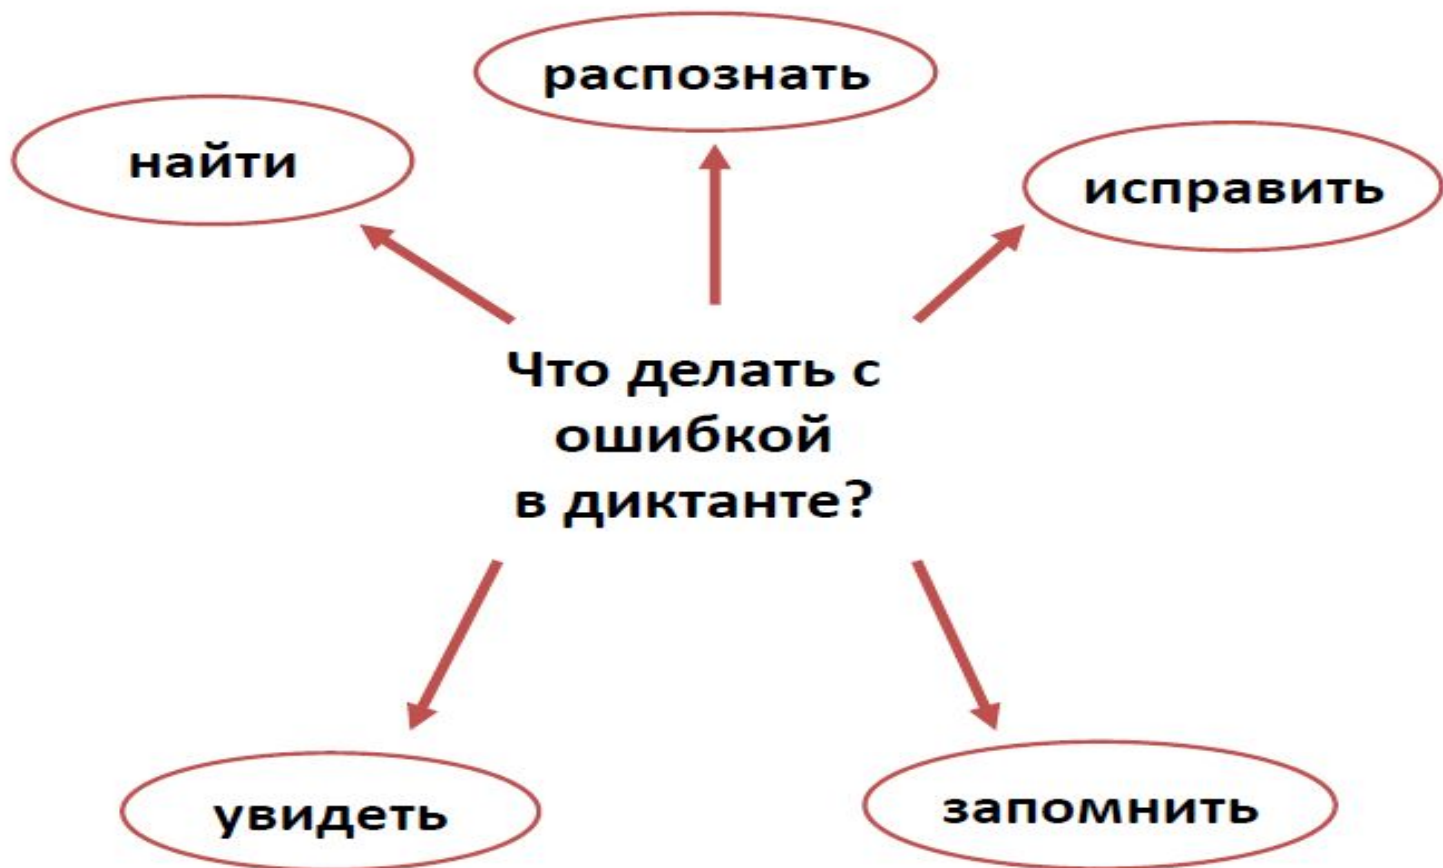 распознать
найти
исправить
Что делать с
ошибкой
в диктанте?
увидеть
запомнить